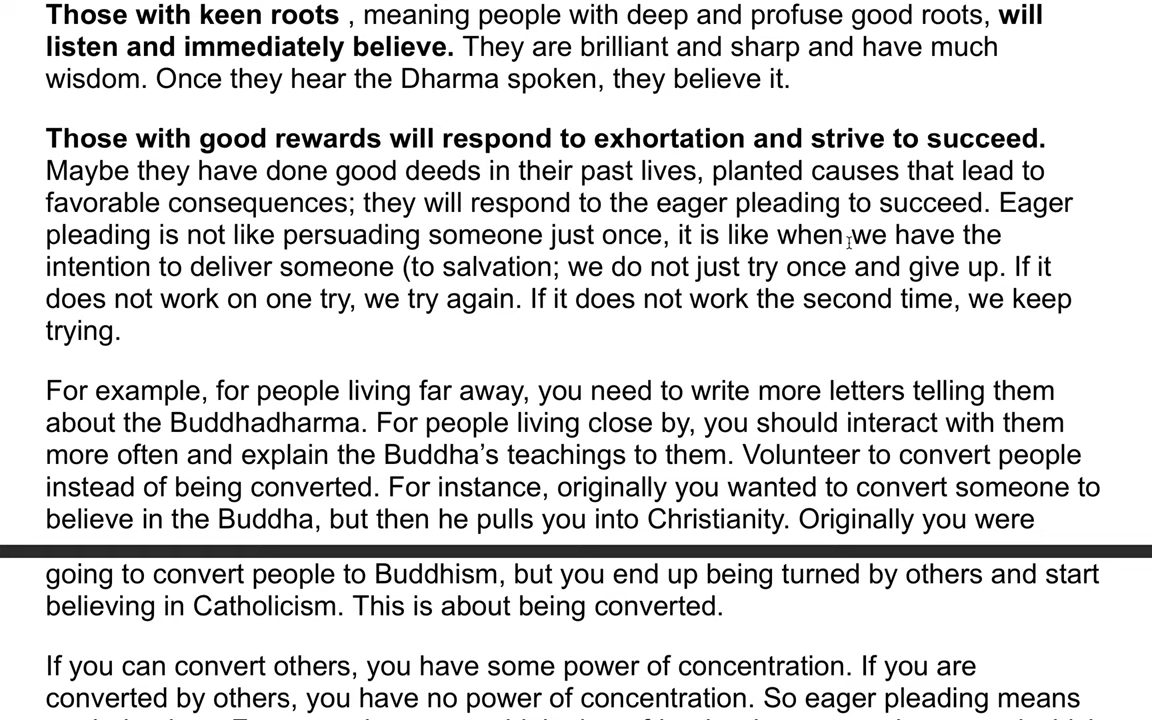 Those with keen roots , meaning people with deep and profuse good roots, will
listen and immediately believe. They are brilliant and sharp and have much
wisdom. Once they hear the Dharma spoken, they believe it.
Those with good rewards will respond to exhortation and strive to succeed.
Maybe they have done good deeds in their past lives, planted causes that lead to
favorable consequences; they will respond to the eager pleading to succeed. Eager
pleading is not like persuading someone just once, it is like when we have the
intention to deliver someone (to salvation; we do not just try once and give up. If it
does not work on one try, we try again. If it does not work the second time, we keep
trying.
For example, for people living far away, you need to write more letters telling them
about the Buddhadharma. For people living close by, you should interact with them
more often and explain the Buddha’s teachings to them. Volunteer to convert people
instead of being converted. For instance, originally you wanted to convert someone to
believe in the Buddha, but then he pulls you into Christianity. Originally you were
going to convert people to Buddhism, but you end up being turned by others and start
believing in Catholicism. This is about being converted.
If you can convert others, you have some power of concentration. If you are
converted by others, you have no power of concentration. So eager pleading means